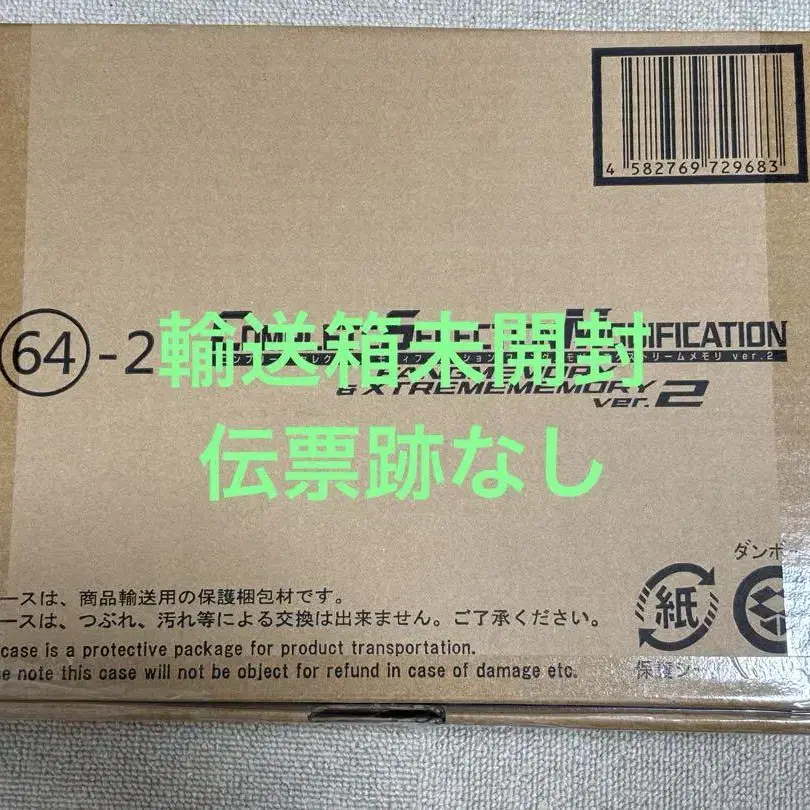 4 582769 729683
64-2
輸送箱未開封
伝票跡なし
ver.2
& XTREMEMEMORY
ver.2
ースは、商品輸送用の保護梱包材です。
ースは、つぶれ、汚れ等による交換は出来ません。ご了承ください。
case is a protective package for product transportation.
e note this case will not be object for refund in case of damage etc.
ダンボ
紙